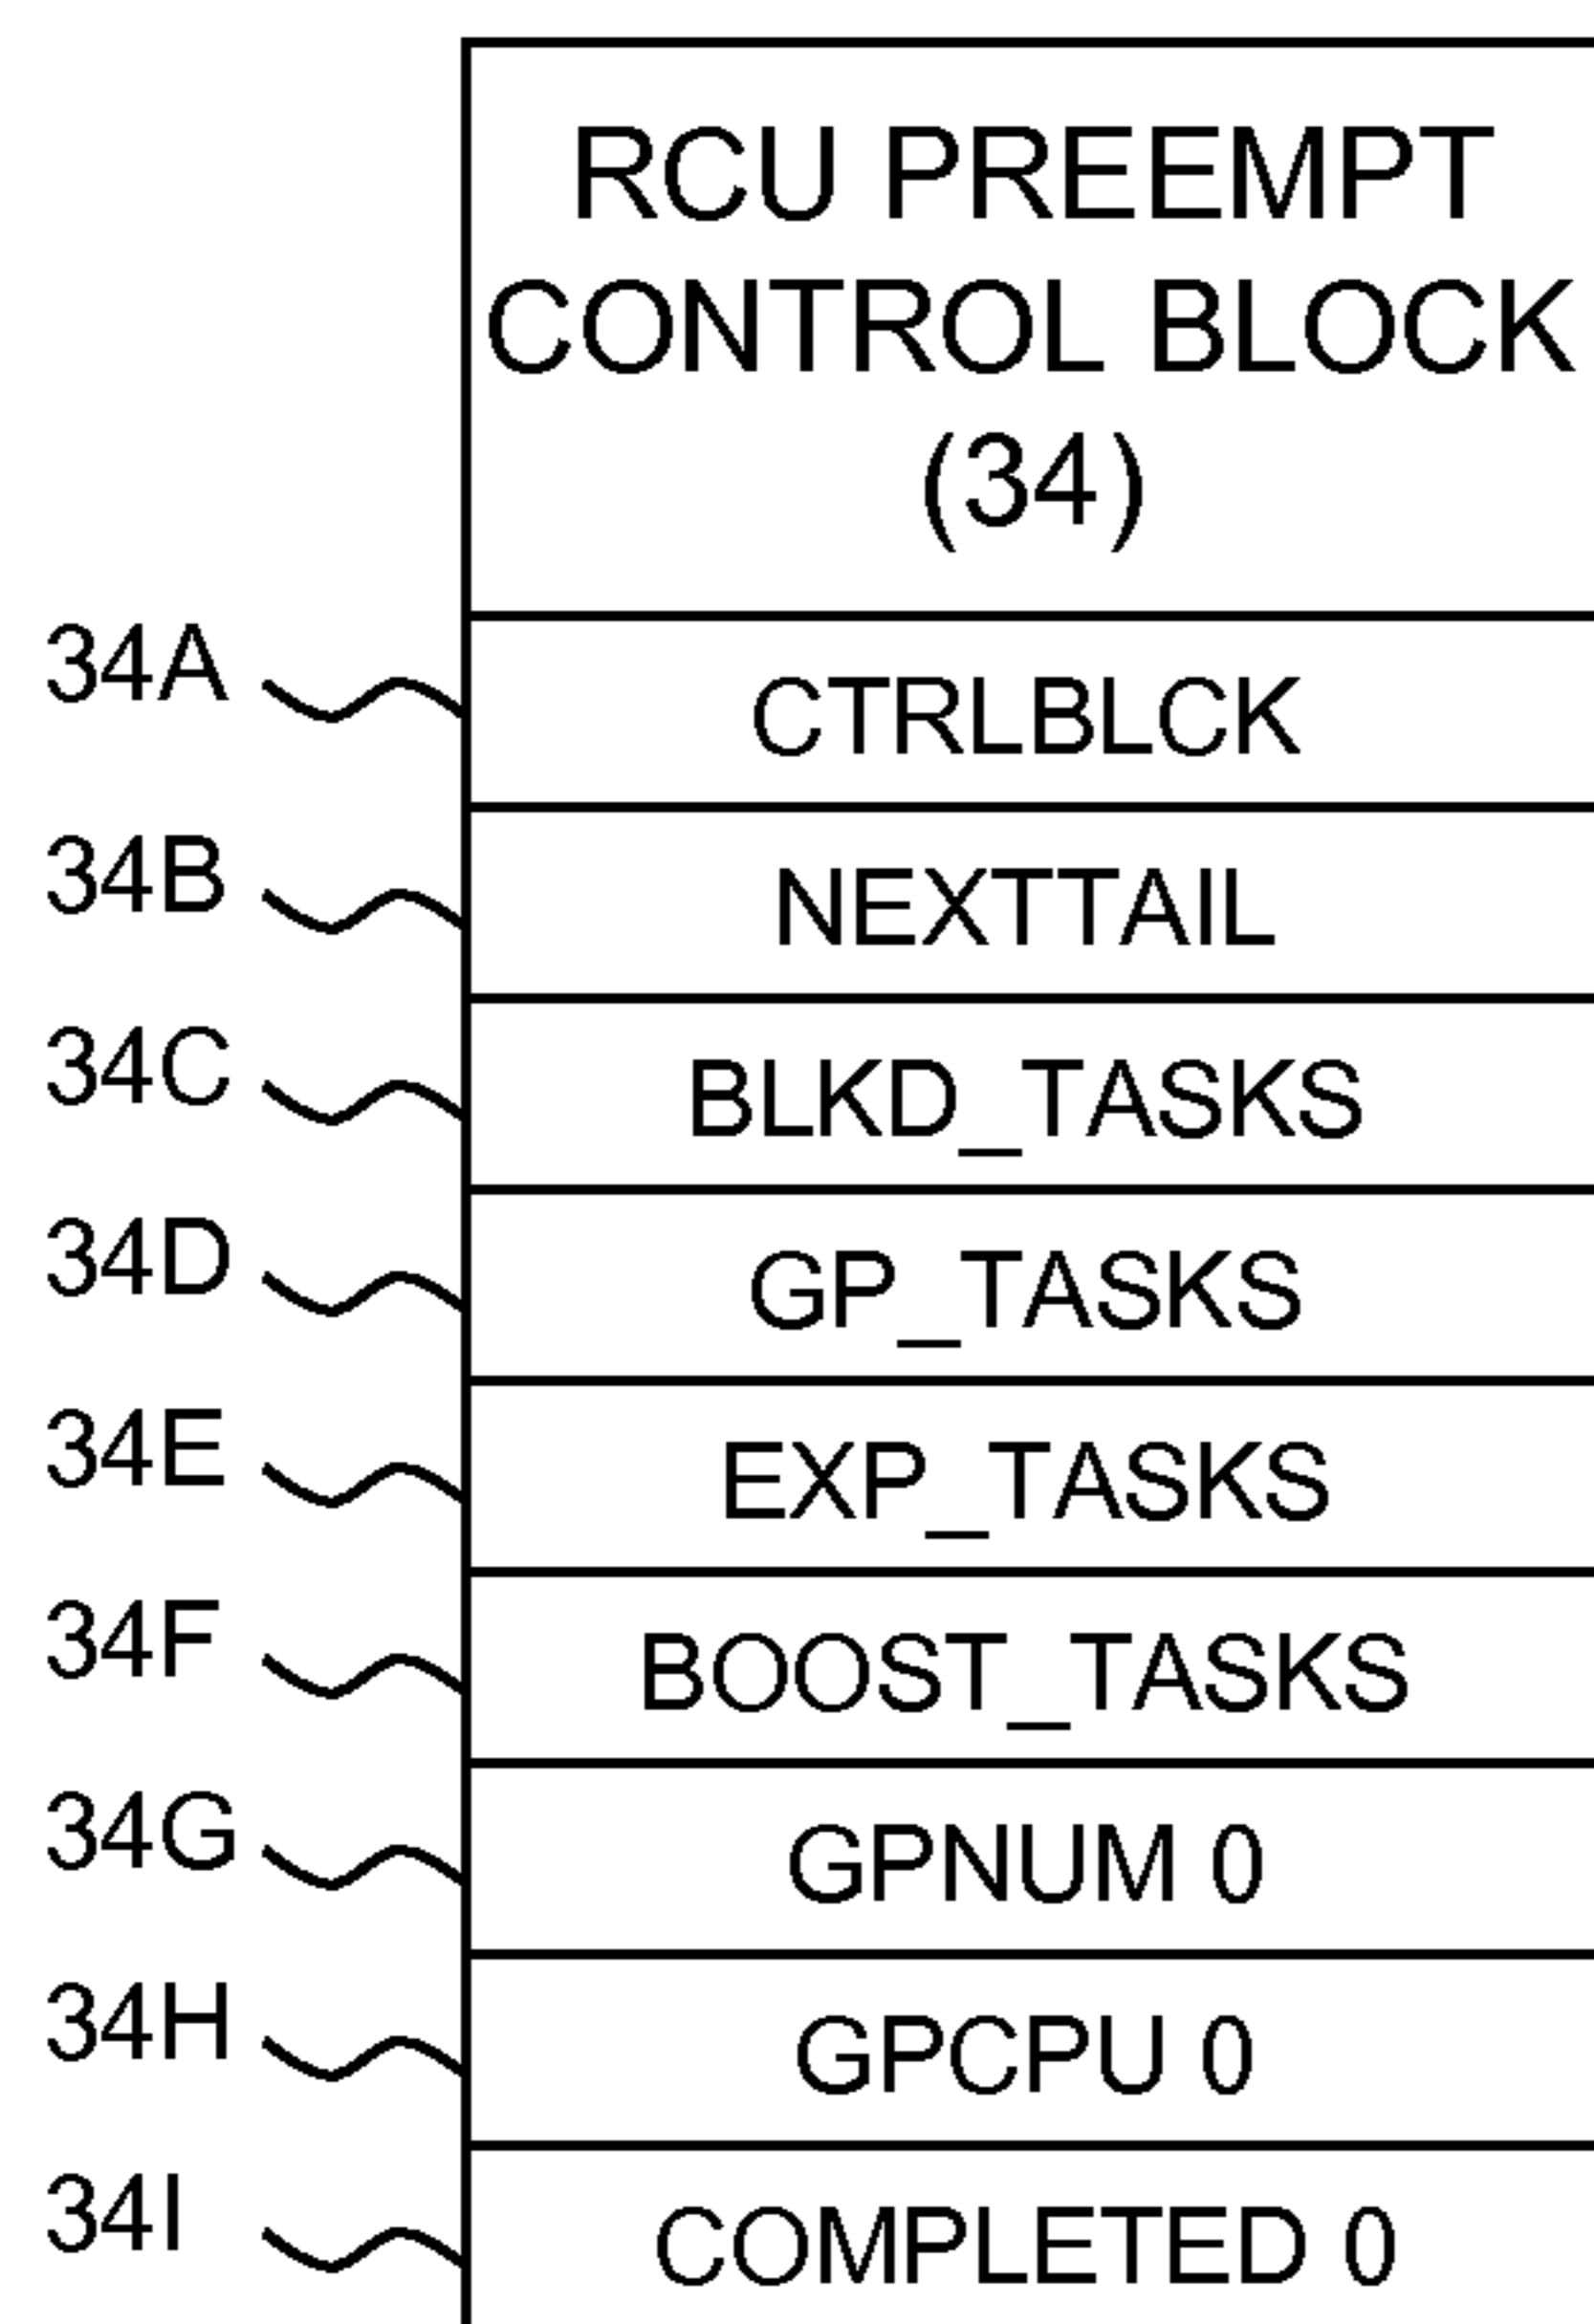 RCU PREEMPT
CONTROL BLOCK
(34)
34A CTRLBLCK
34B NEXTTAIL
34C BLKD_TASKS
34D GP_TASKS
34E EXP_TASKS
34F BOOST_TASKS
34G GPNUM 0
34H GPCPU 0
34I COMPLETED 0